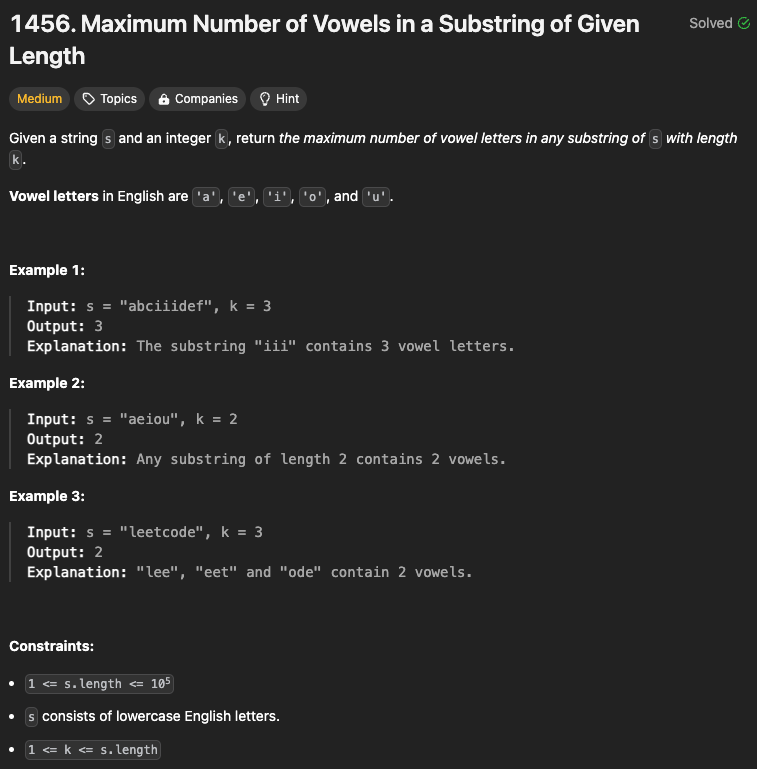 1456. Maximum Number of Vowels in a Substring of Given
Length
Solved
Medium
Topics
Companies
Hint
Given a string s and an integer k, return the maximum number of vowel letters in any substring of s with length
k.
Vowel letters in English are 'a', 'e', 'i', 'o', and 'u'.
Example 1:
Input: s = "abciiidef", k = 3
Output: 3
Explanation: The substring "iii" contains 3 vowel letters.
Example 2:
Input: s = "aeiou", k = 2
Output: 2
Explanation: Any substring of length 2 contains 2 vowels.
Example 3:
Input: s = "leetcode", k = 3
Output: 2
Explanation: "lee", "eet" and "ode" contain 2 vowels.
Constraints:
• 1 <= s.length <= 10⁵
• s consists of lowercase English letters.
• 1 <= k <= s.length